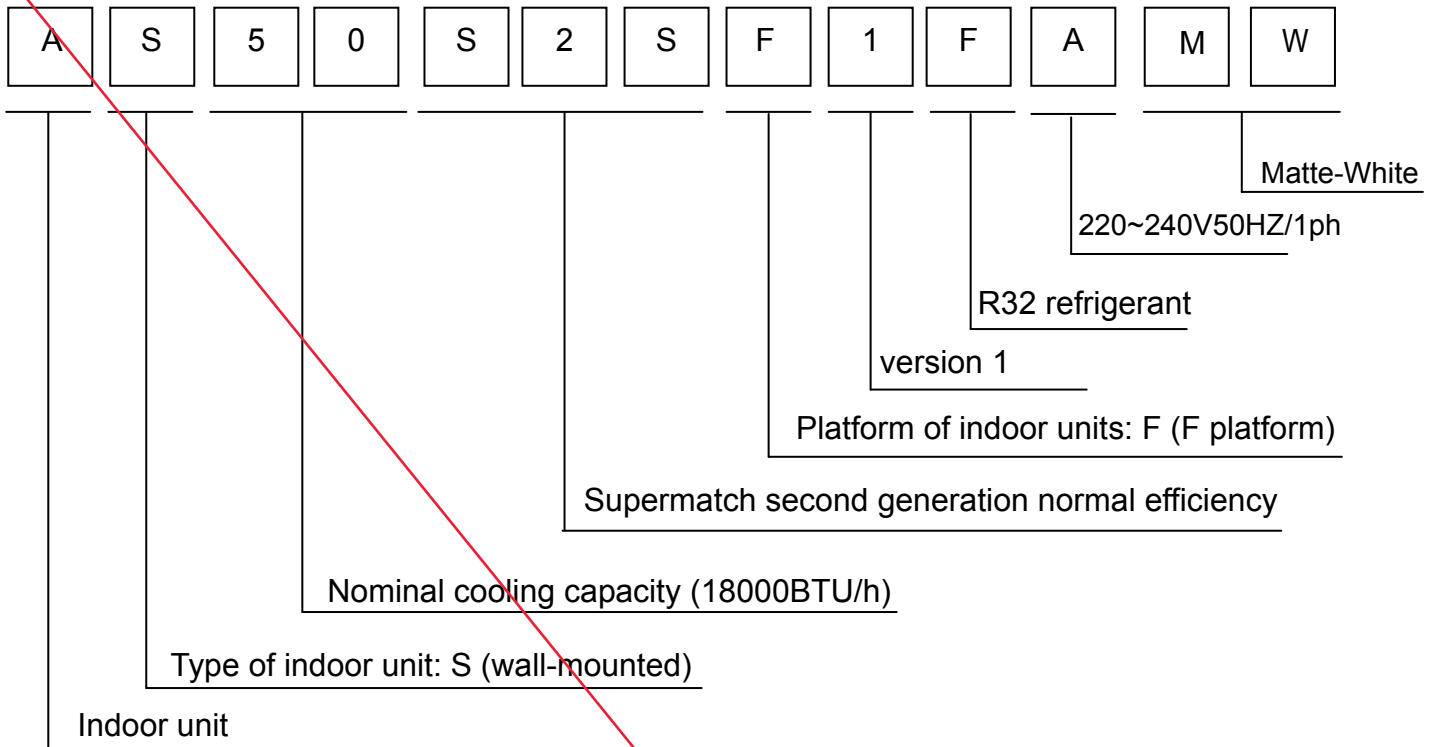 A S 5 0 S 2 S F 1 F A M W
Matte-White
220~240V50HZ/1ph
R32 refrigerant
version 1
Platform of indoor units: F (F platform)
Supermatch second generation normal efficiency
Nominal cooling capacity (18000BTU/h)
Type of indoor unit: S (wall-mounted)
Indoor unit